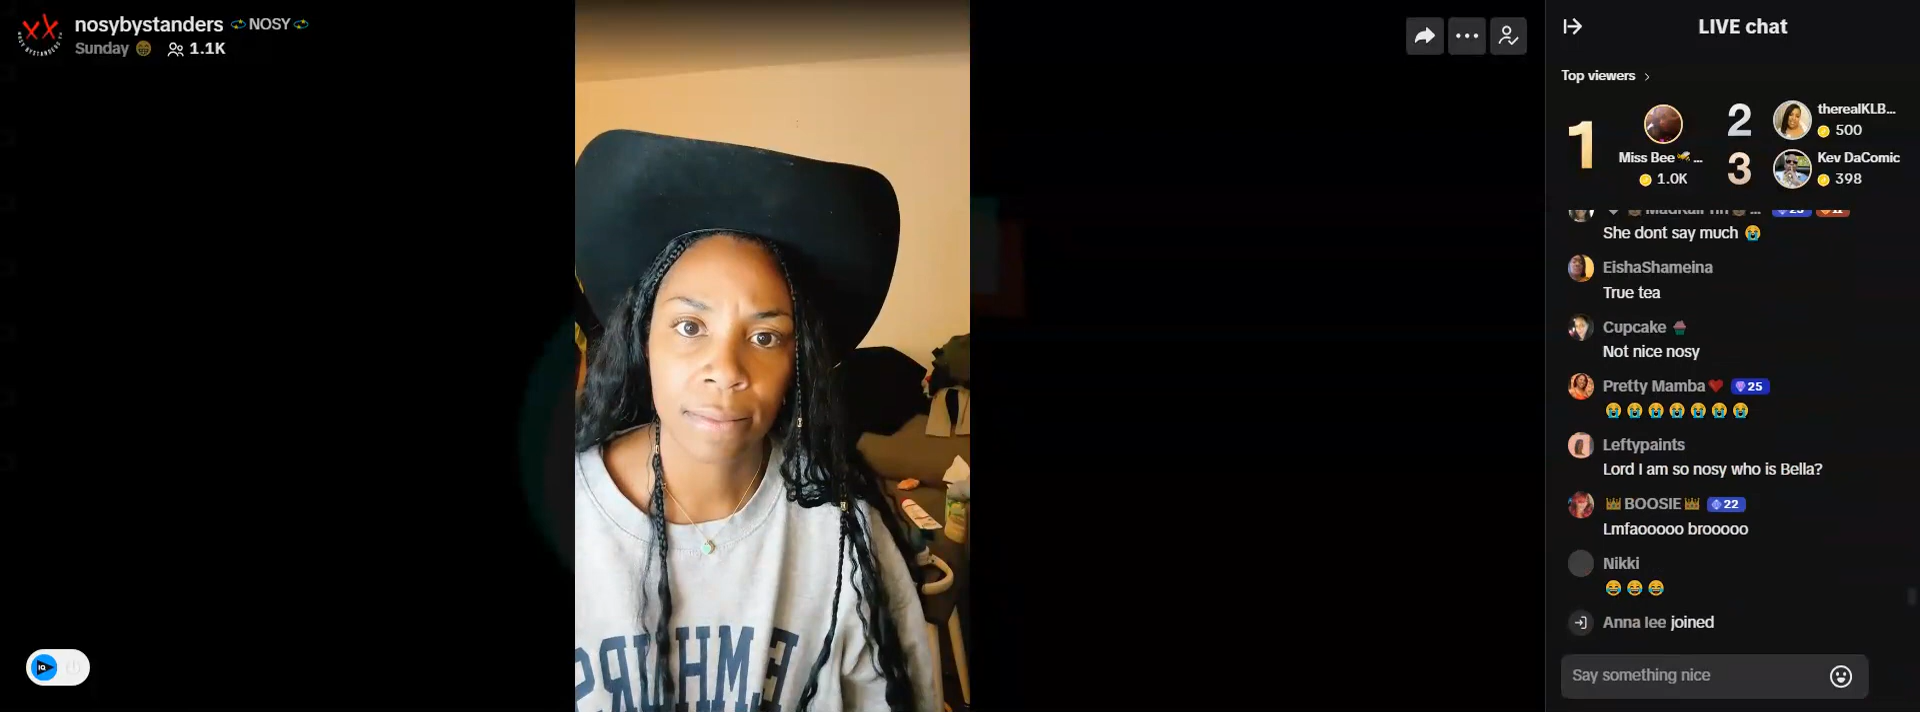 nosybystanders NOSY
Sunday 😁 1.1K
LIVE chat
Top viewers
1
Miss Bee🐝 ...
1.0K
2
therealKLB...
500
3
Kev DaComic
398
She dont say much 😭
EishaShameina
True tea
Cupcake 🧁
Not nice nosy
Pretty Mamba❤️ 25
😭😭😭😭😭😭😭
Leftypaints
Lord I am so nosy who is Bella?
👑BOOSIE👑 22
Lmfaooooo brooooo
Nikki
😂😂😂
Anna lee joined
Say something nice